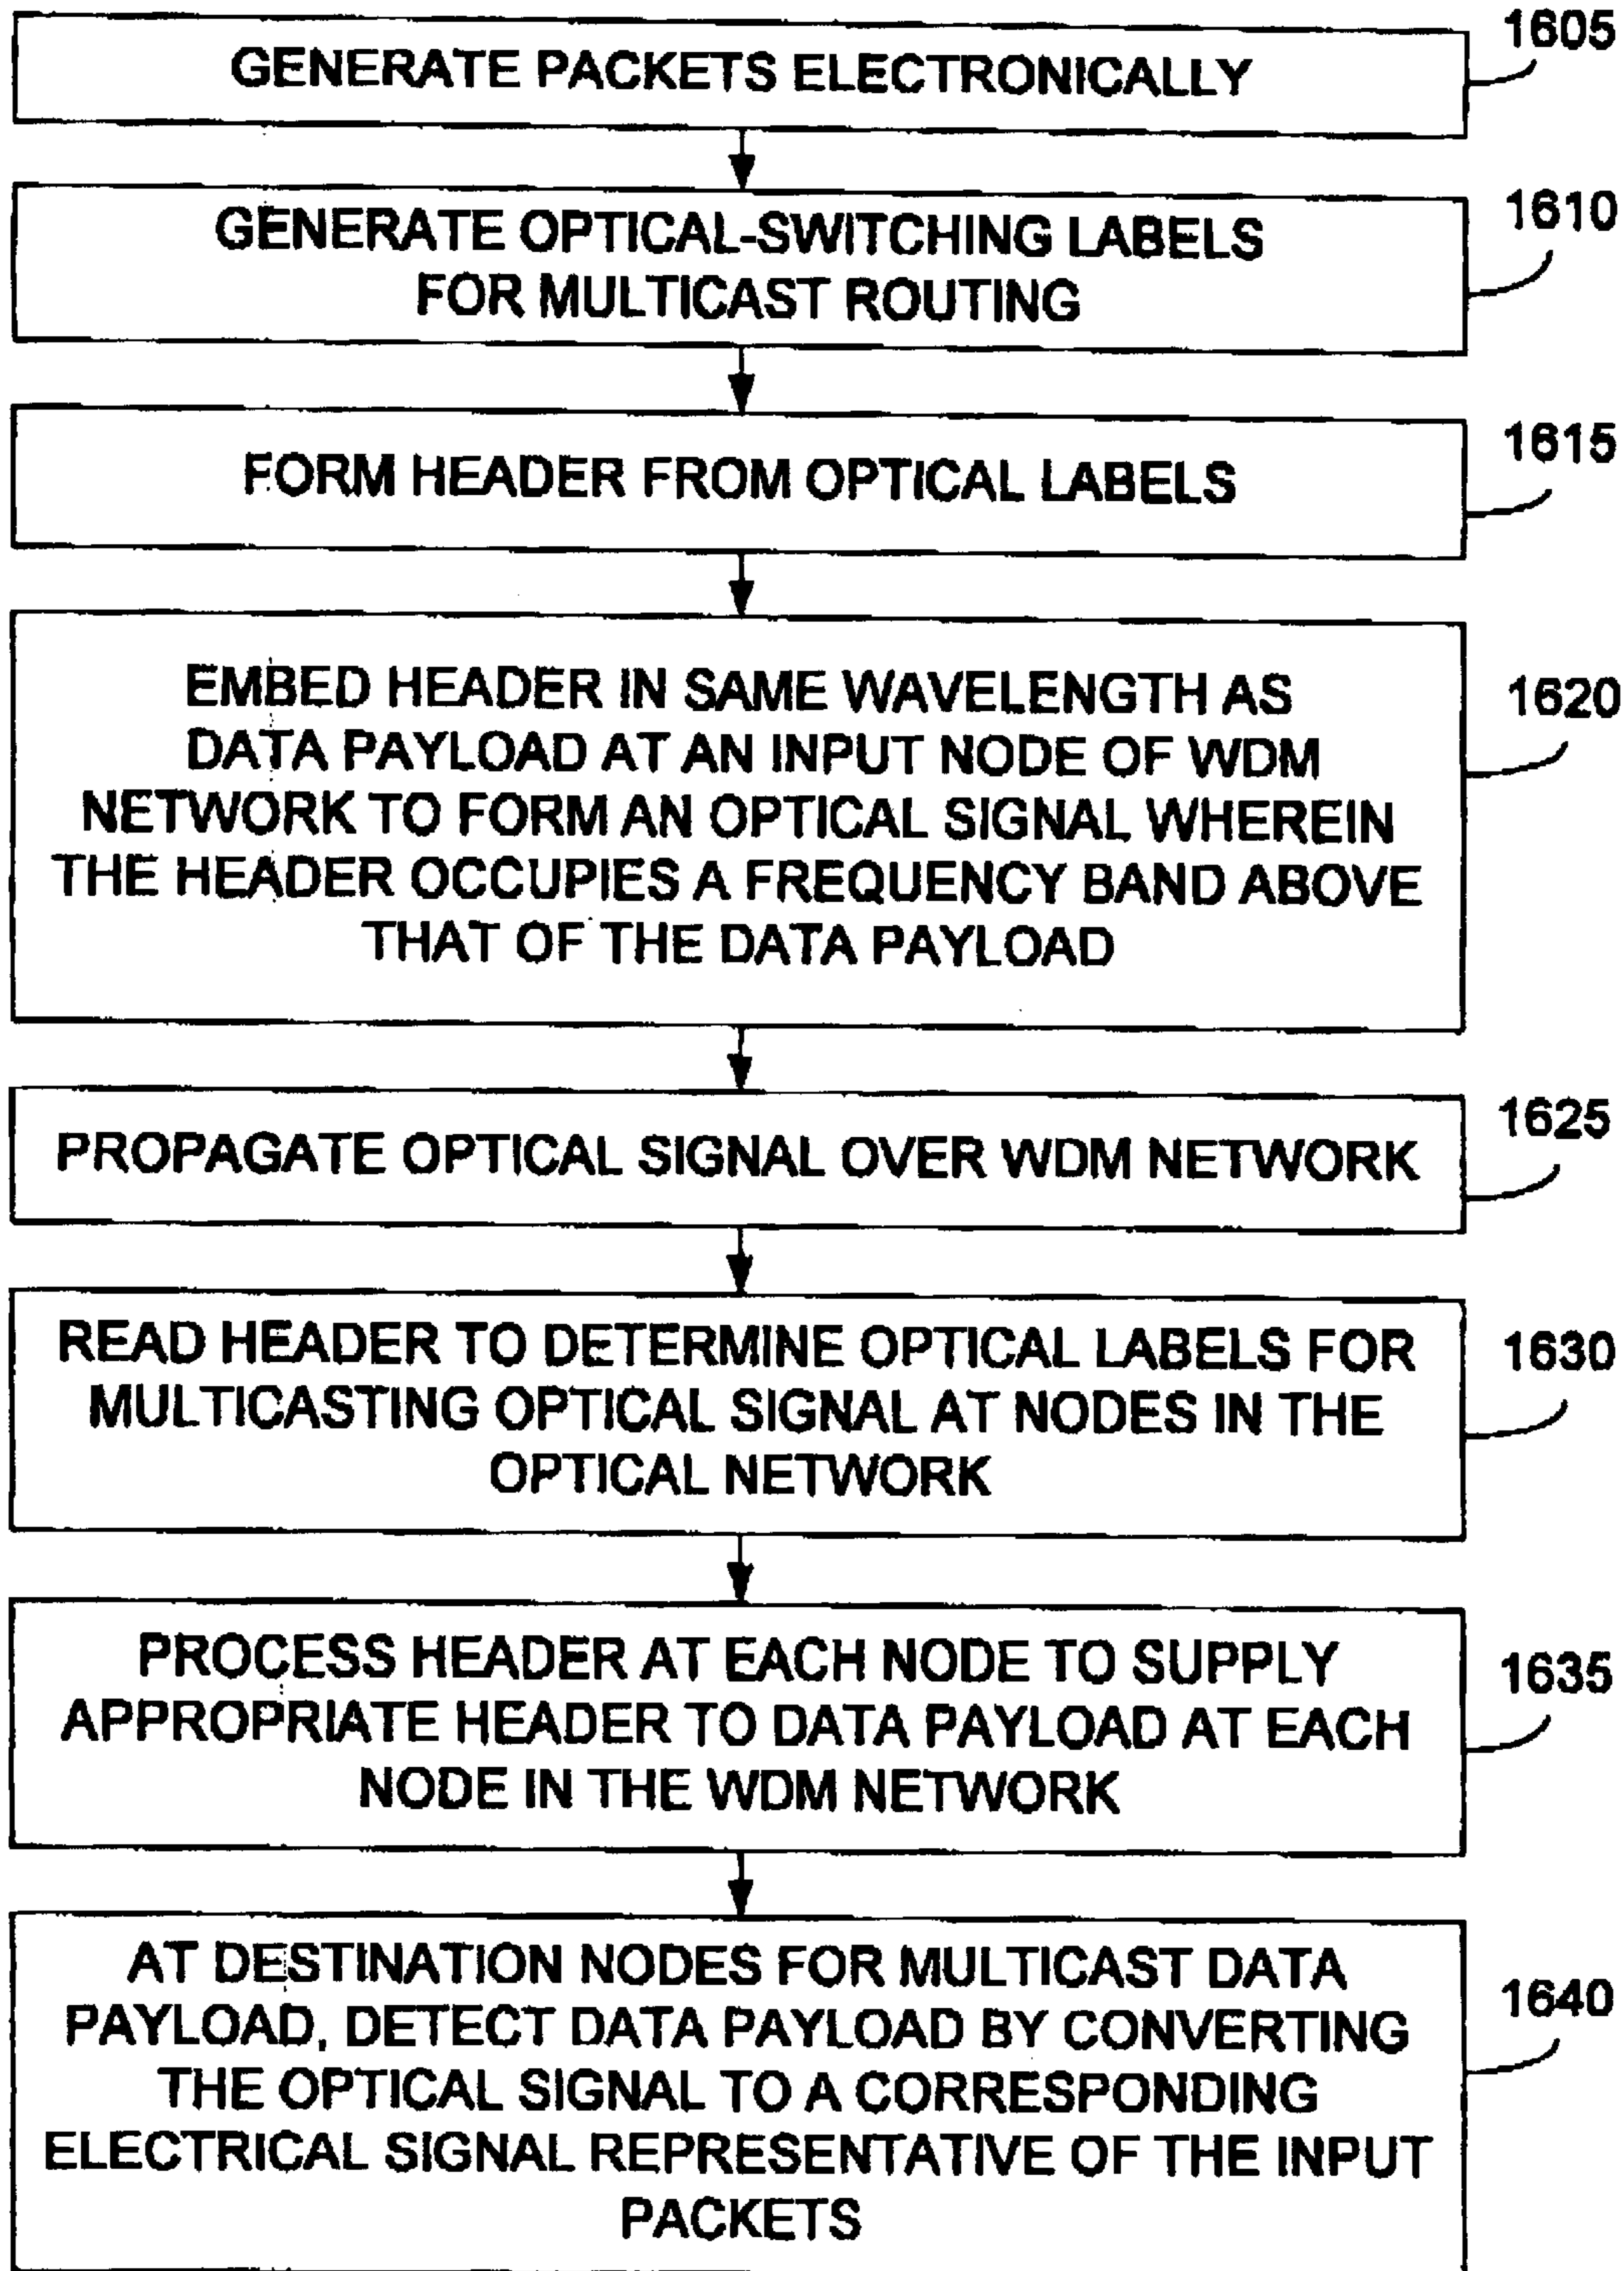 GENERATE PACKETS ELECTRONICALLY
1605
GENERATE OPTICAL-SWITCHING LABELS
FOR MULTICAST ROUTING
1610
FORM HEADER FROM OPTICAL LABELS
1615
EMBED HEADER IN SAME WAVELENGTH AS
DATA PAYLOAD AT AN INPUT NODE OF WDM
NETWORK TO FORM AN OPTICAL SIGNAL WHEREIN
THE HEADER OCCUPIES A FREQUENCY BAND ABOVE
THAT OF THE DATA PAYLOAD
1620
PROPAGATE OPTICAL SIGNAL OVER WDM NETWORK
1625
READ HEADER TO DETERMINE OPTICAL LABELS FOR
MULTICASTING OPTICAL SIGNAL AT NODES IN THE
OPTICAL NETWORK
1630
PROCESS HEADER AT EACH NODE TO SUPPLY
APPROPRIATE HEADER TO DATA PAYLOAD AT EACH
NODE IN THE WDM NETWORK
1635
AT DESTINATION NODES FOR MULTICAST DATA
PAYLOAD, DETECT DATA PAYLOAD BY CONVERTING
THE OPTICAL SIGNAL TO A CORRESPONDING
ELECTRICAL SIGNAL REPRESENTATIVE OF THE INPUT
PACKETS
1640